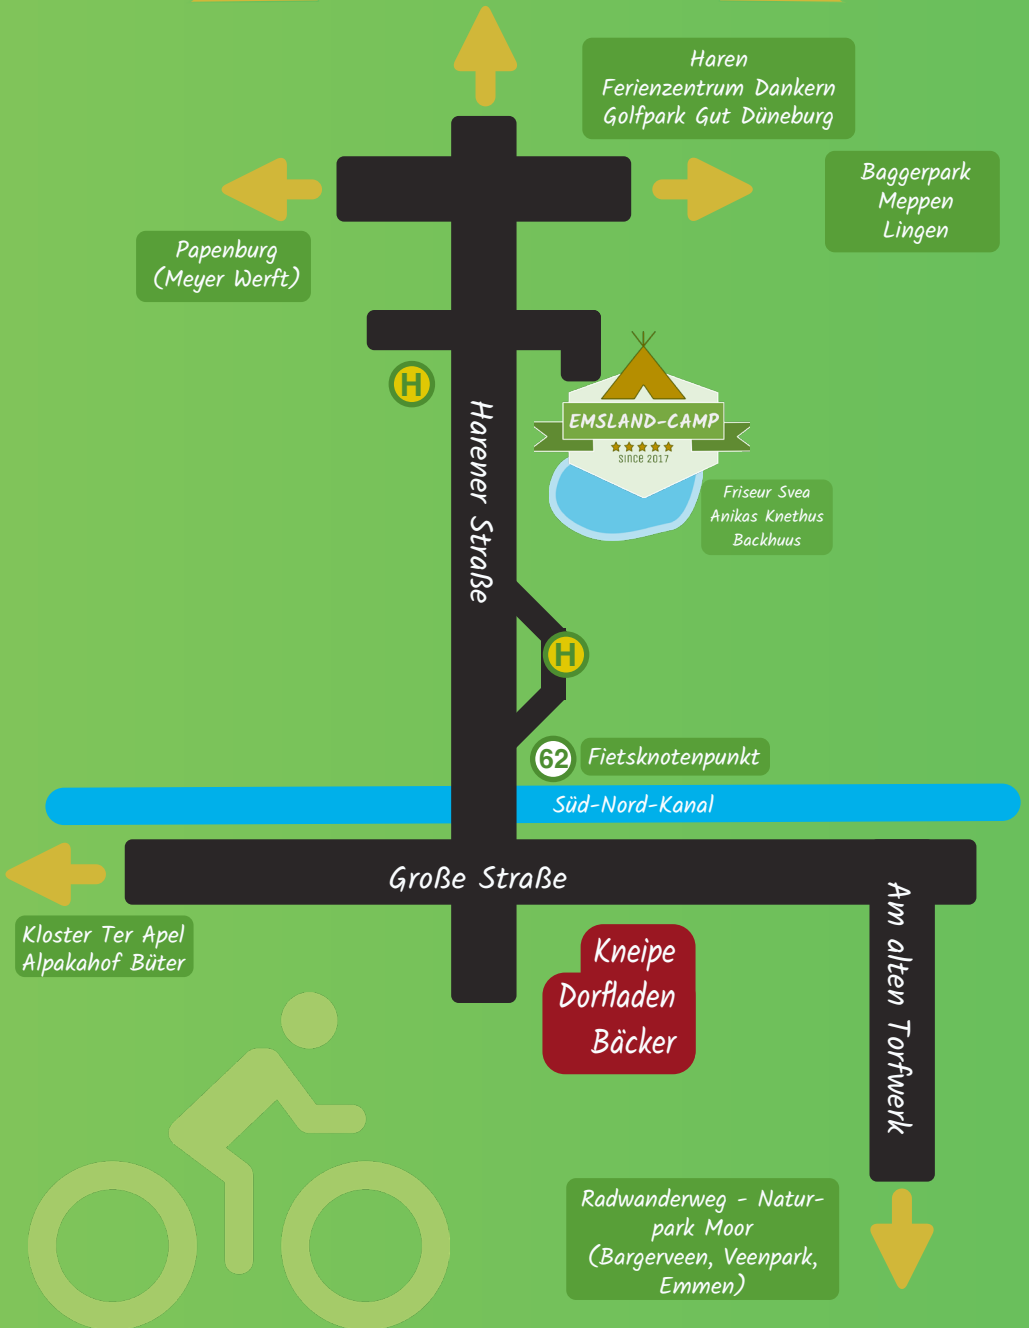 Haren
Ferienzentrum Dankern
Golfpark Gut Düneburg
Baggerpark
Meppen
Lingen
Papenburg
(Meyer Werft)
H
EMSLAND-CAMP
Since 2017
Harener Straße
Friseur Svea
Anikas Knethus
Backhuus
H
62
Fietsknotenpunkt
Süd-Nord-Kanal
Große Straße
Am alten Torfwerk
Kloster Ter Apel
Alpakahof Büter
Kneipe
Dorfladen
Bäcker
Radwanderweg - Natur-
park Moor
(Bargerveen, Veenpark,
Emmen)